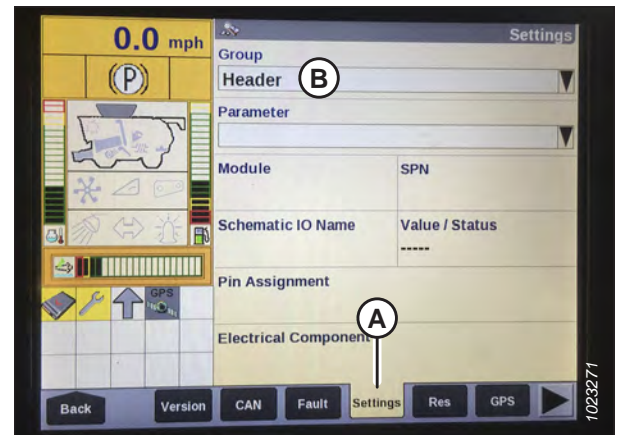 0.0 mph
(P)
GPS
Settings
Group
Header
B
Parameter
Module
SPN
Schematic IO Name
Value / Status
-----
Pin Assignment
A
Electrical Component
Back
Version
CAN
Fault
Settings
Res
GPS
1023271